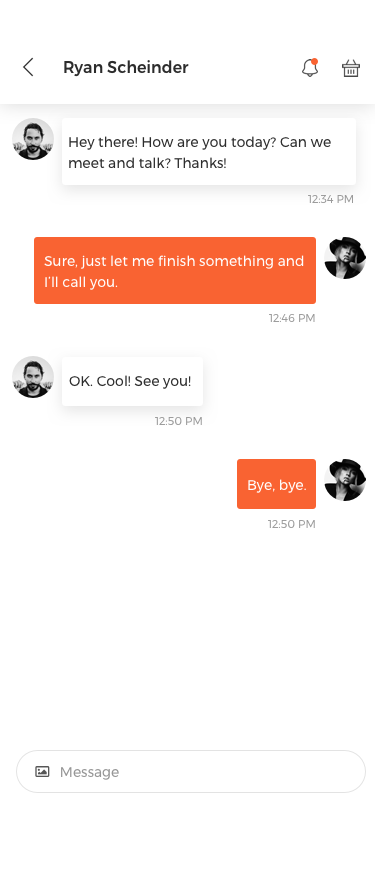 Ryan Scheinder
Hey there! How are you today? Can we
meet and talk? Thanks!
12:34 PM
Sure, just let me finish something and
I'll call you.
12:46 PM
OK. Cool! See you!
12:50 PM
Bye, bye.
12:50 PM
Message